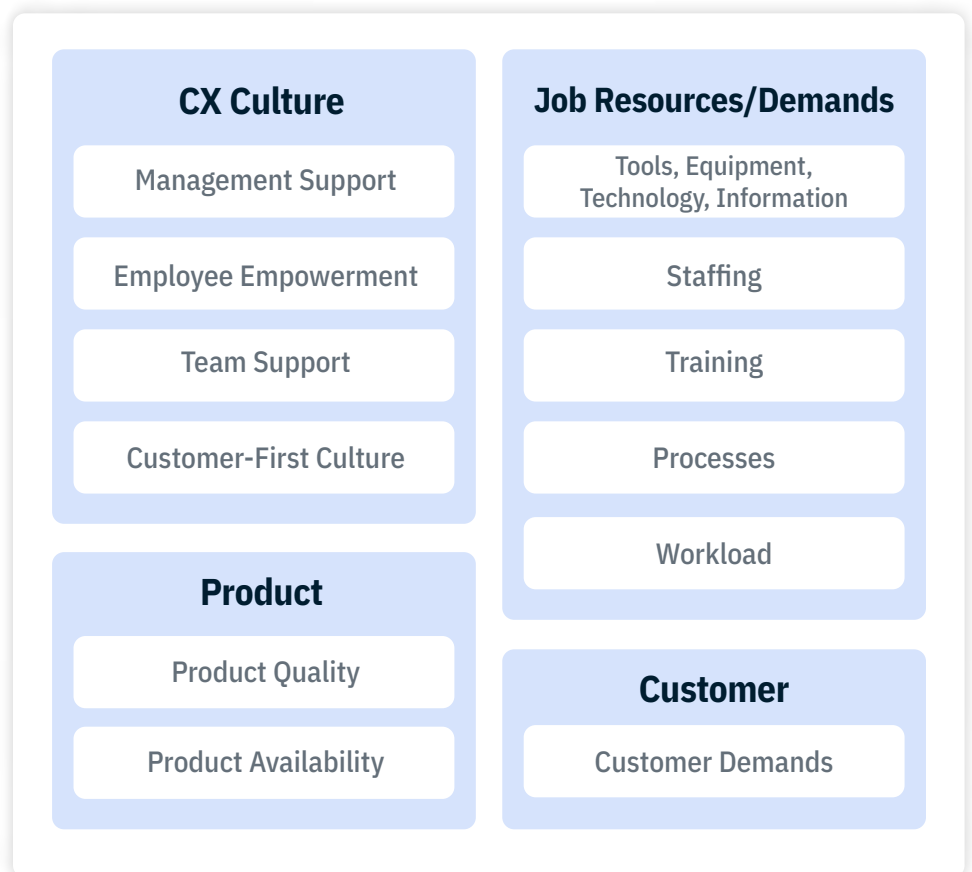 CX Culture
Management Support
Employee Empowerment
Team Support
Customer-First Culture
Product
Product Quality
Product Availability
Job Resources/Demands
Tools, Equipment,
Technology, Information
Staffing
Training
Processes
Workload
Customer
Customer Demands